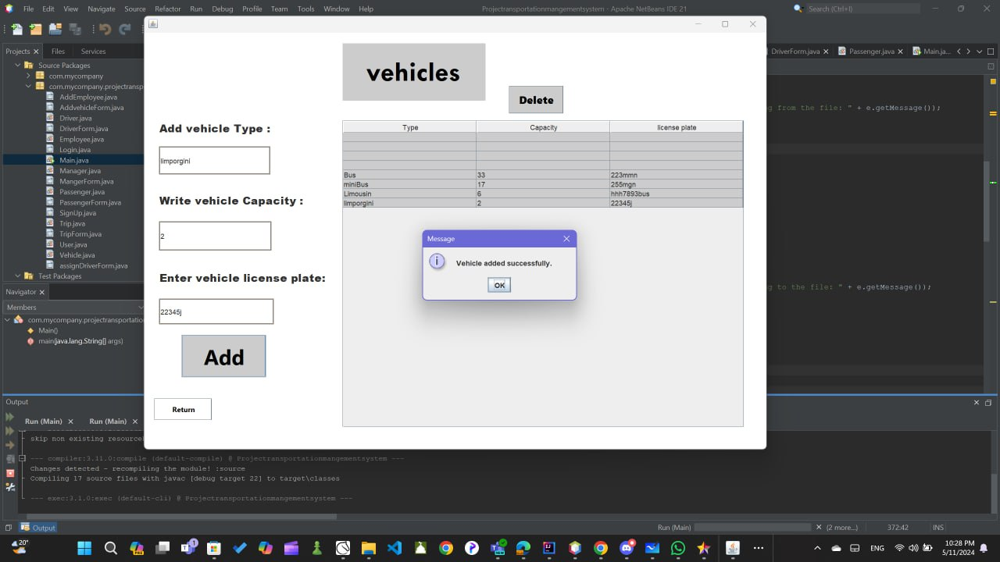 File Edit View Navigate Source Refactor Run Debug Profile Team Tools Window Help
Projectransportationmangementsystem - Apache NetBeans IDE 21
Search (Ctrl+I)
Projects Files Services
DriverForm.java Passenger.java Main.ja...
Source Packages
com.mycompany
com.mycompany.projectransp
AddEmployee.java
AddvehicleForm.java
Driver.java
DriverForm.java
Employee.java
Login.java
Main.java
Manager.java
MangerForm.java
Passenger.java
PassengerForm.java
SignUp.java
Trip.java
TripForm.java
User.java
Vehicle.java
assignDriverForm.java
Test Packages
Navigator
Members
com.mycompany.projectransportatio
Main()
main(java.lang.String[] args)
vehicles
Delete
Add vehicle Type :
limporgini
Write vehicle Capacity :
2
Enter vehicle license plate:
22345j
Add
Return
Type Capacity license plate
Bus 33 223mmn
miniBus 17 255mgn
Limousin 6 hhh7893bus
limporgini 2 22345j
Message
Vehicle added successfully.
OK
g from the file: " + e.getMessage());
g to the file: " + e.getMessage());
Output
Run (Main) Run (Main)
skip non existing resourceI
--- compiler:3.11.0:compile (default-compile) @ Projectransportationmangementsystem ---
Changes detected - recompiling the module! :source
Compiling 17 source files with javac [debug target 22] to target\classes
--- exec:3.1.0:exec (default-cli) @ Projectransportationmangementsystem ---
Output
Run (Main) (2 more...) 372:42 INS
20°
1
ENG
10:28 PM
5/11/2024